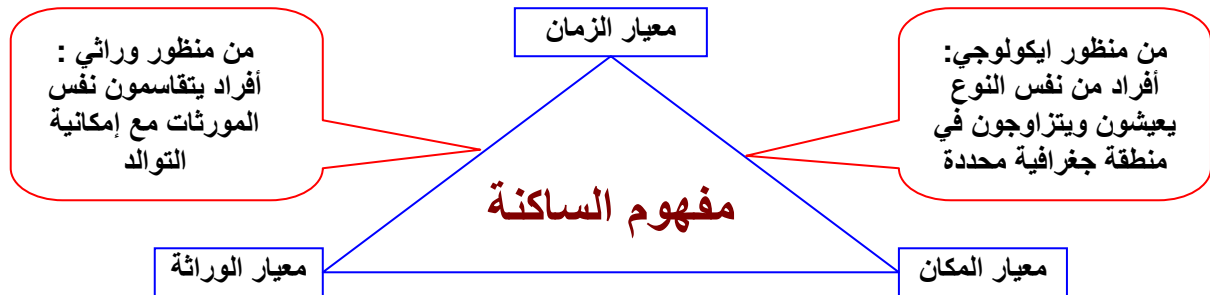 معيار الزمان
من منظور ايكولوجي:
أفراد من نفس النوع
يعيشون ويتزاوجون في
منطقة جغرافية محددة
من منظور وراثي :
أفراد يتقاسمون نفس
المورثات مع إمكانية
التوالد
مفهوم الساكنة
معيار المكان
معيار الوراثة